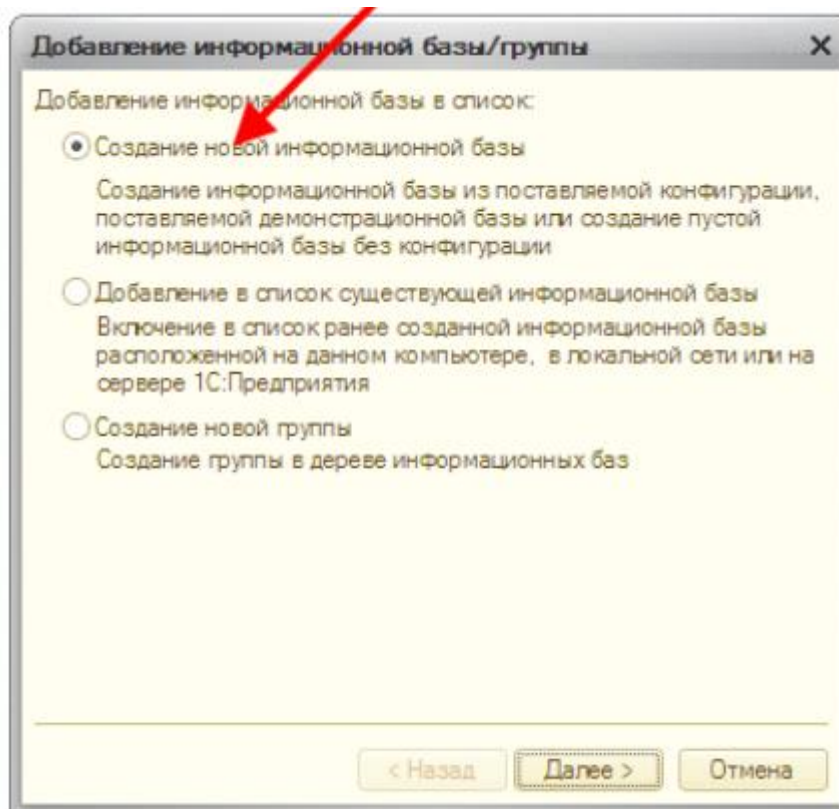 Добавление информационной базы/группы
Добавление информационной базы в список:
Создание новой информационной базы
Создание информационной базы из поставляемой конфигурации,
поставляемой демонстрационной базы или создание пустой
информационной базы без конфигурации
Добавление в список существующей информационной базы
Включение в список ранее созданной информационной базы
расположенной на данном компьютере, в локальной сети или на
сервере 1С:Предприятия
Создание новой группы
Создание группы в дереве информационных баз
< Назад Далее > Отмена